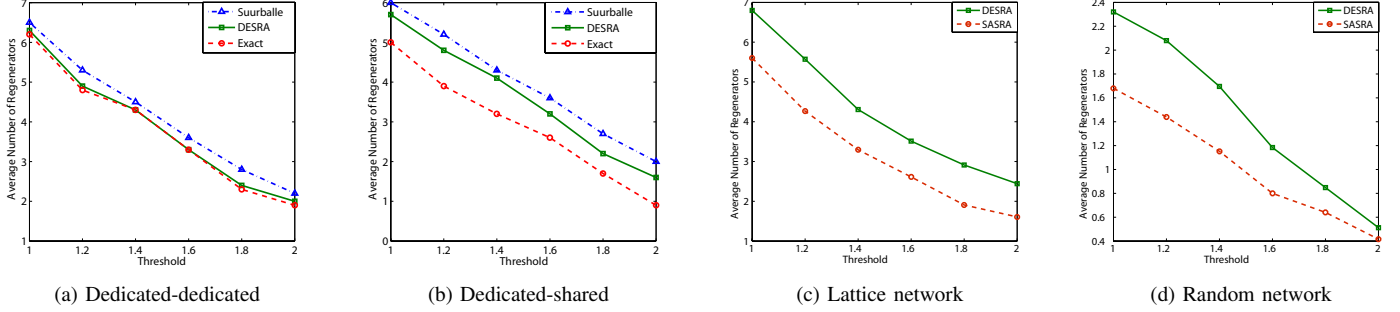 Average Number of Regenerators
7
6
5
4
3
2
1
1
1.2
1.4
1.6
1.8
2
Threshold
Suurballe
DESRA
Exact
(a) Dedicated-dedicated
Average Number of Regenerators
6
5
4
3
2
1
0
1
1.2
1.4
1.6
1.8
2
Threshold
Suurballe
DESRA
Exact
(b) Dedicated-shared
Average Number of Regenerators
7
6
5
4
3
2
1
1.2
1.4
1.6
1.8
2
Threshold
DESRA
SASRA
(c) Lattice network
Average Number of Regenerators
2.4
2.2
2
1.8
1.6
1.4
1.2
1
0.8
0.6
0.4
1
1.2
1.4
1.6
1.8
2
Threshold
DESRA
SASRA
(d) Random network